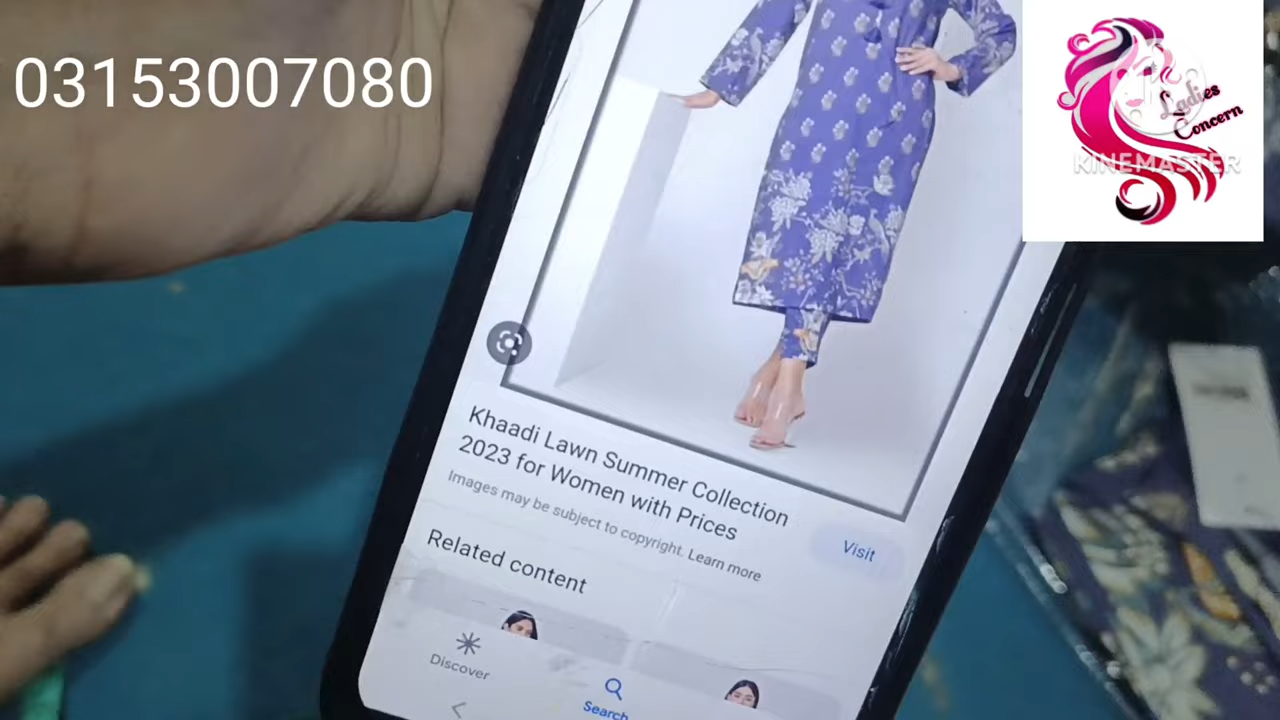 03153007080
Ladies
Concern
KINEMASTER
Khaadi Lawn Summer Collection
2023 for Women with Prices
Images may be subject to copyright. Learn more
Visit
Related content
Discover
Search